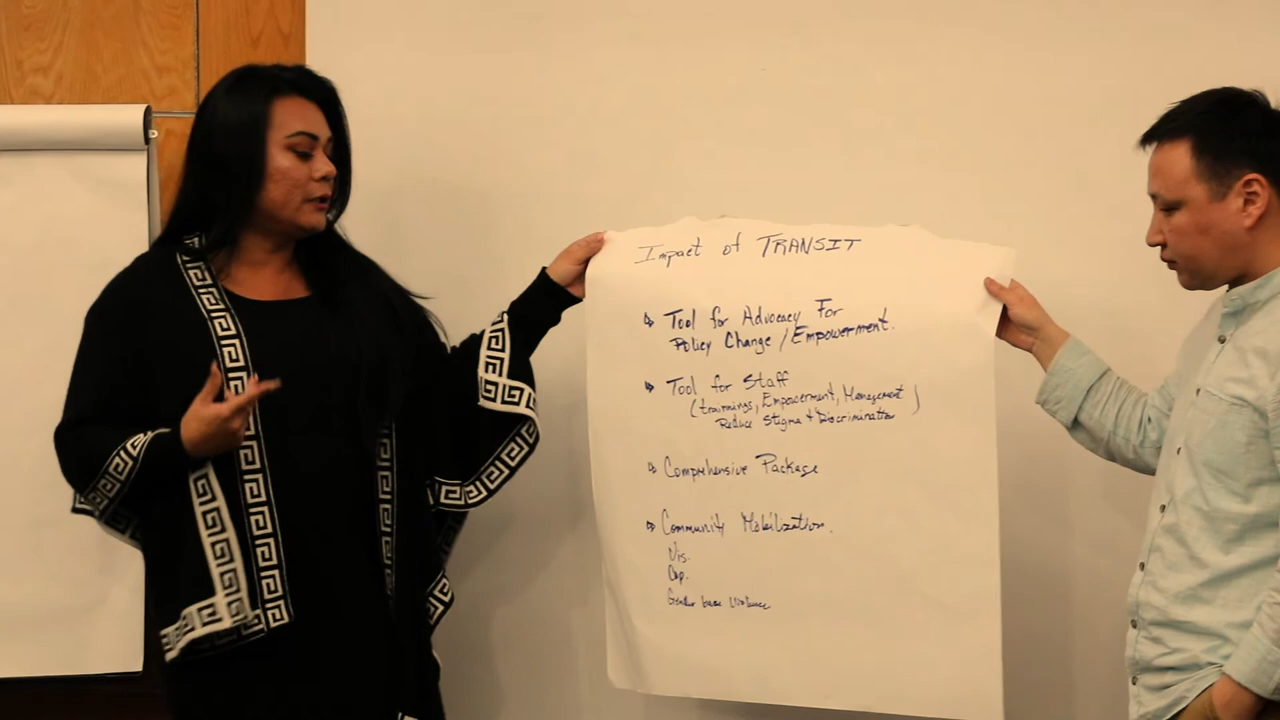 Impact of TRANSIT
Tool for Advocacy For
Policy Change / Empowerment.
Tool for Staff
(trainings, Empowerment, Management)
Reduce Stigma + Discrimination
Comprehensive Package
Community Mobilization.
Vis.
Cap.
Gender base Violence